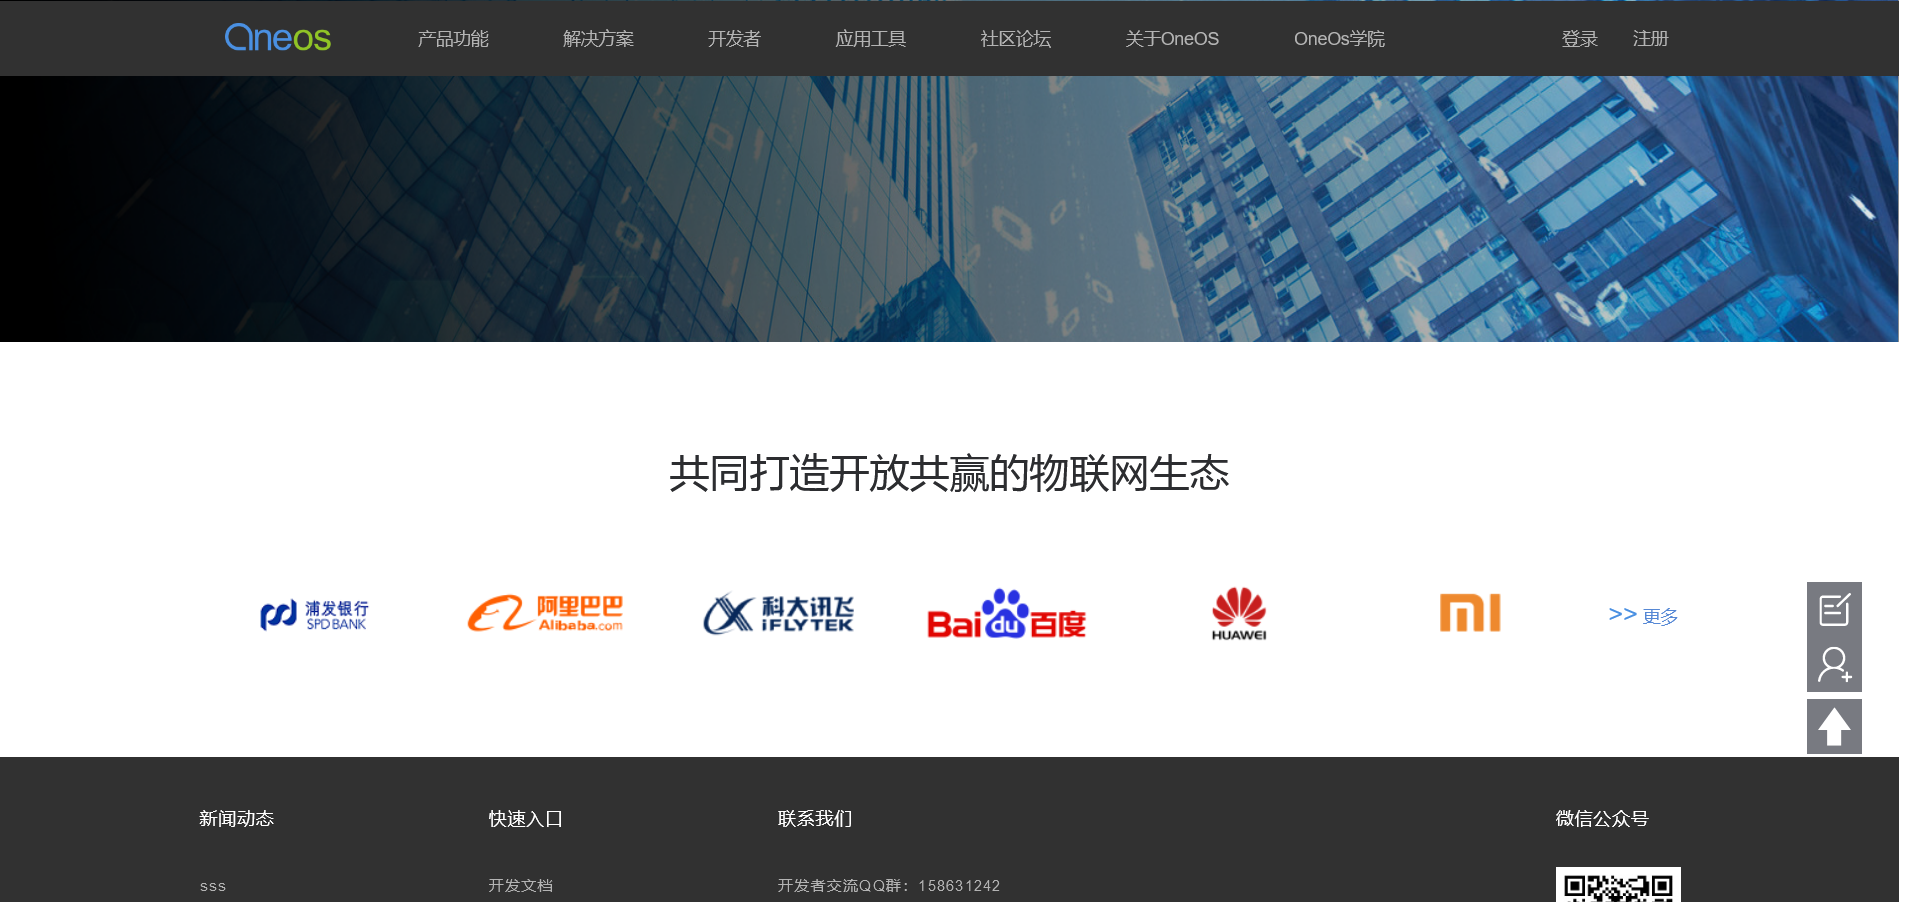 Oneos 产品功能 解决方案 开发者 应用工具 社区论坛 关于OneOS OneOs学院 登录 注册
共同打造开放共赢的物联网生态
浦发银行
SPD BANK
阿里巴巴
Alibaba.com
科大讯飞
iFLYTEK
Bai du 百度
HUAWEI
mi
>> 更多
新闻动态 快速入口 联系我们 微信公众号
sss 开发文档 开发者交流QQ群：158631242